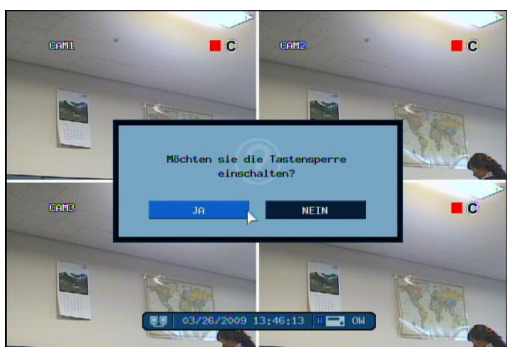 CAM1
C
CAM2
C
Möchten sie die Tastensperre
einschalten?
JA
NEIN
CAM3
C
03/26/2009 13:46:13 R OW